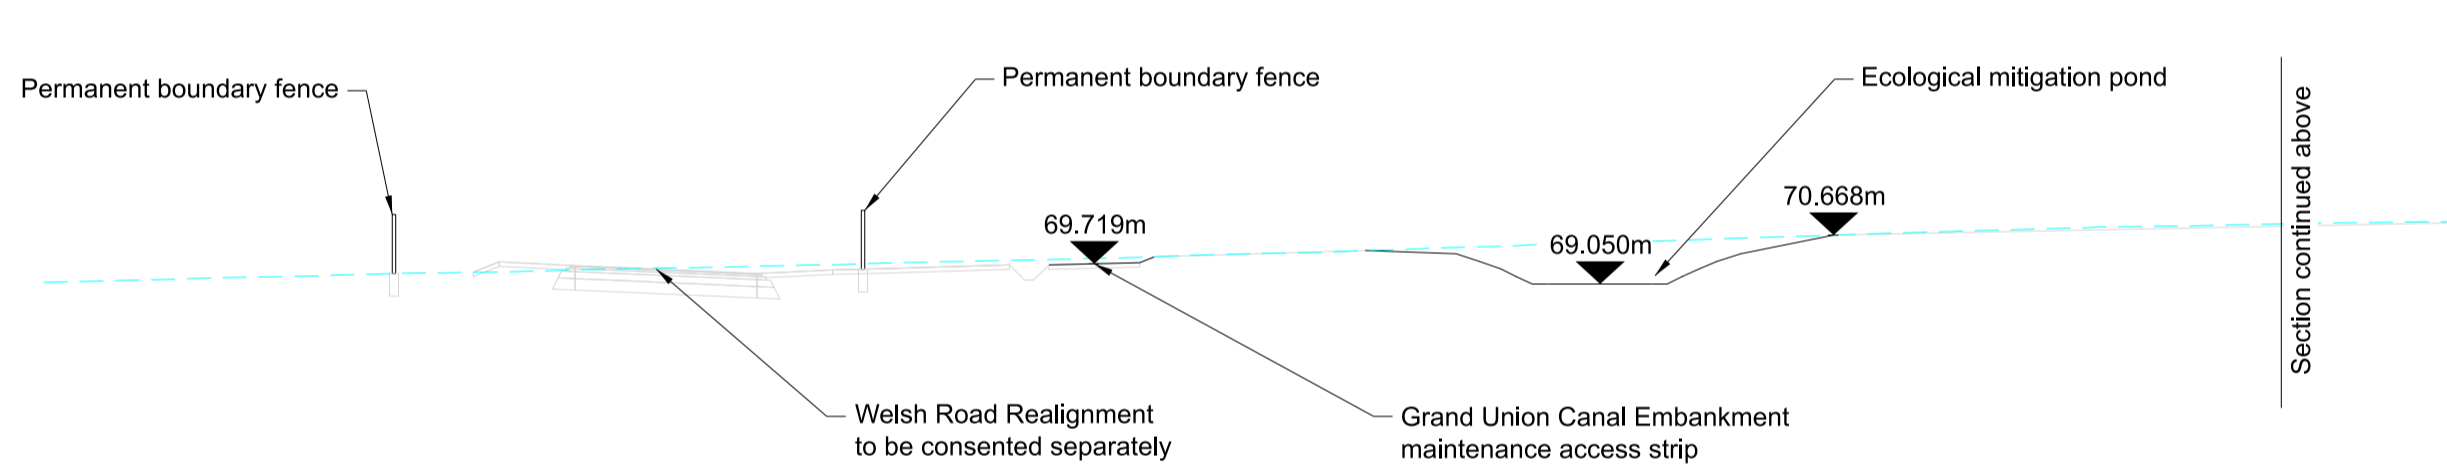 Permanent boundary fence
Permanent boundary fence
Ecological mitigation pond
69.719m
69.050m
70.668m
Welsh Road Realignment
to be consented separately
Grand Union Canal Embankment
maintenance access strip
Section continued above